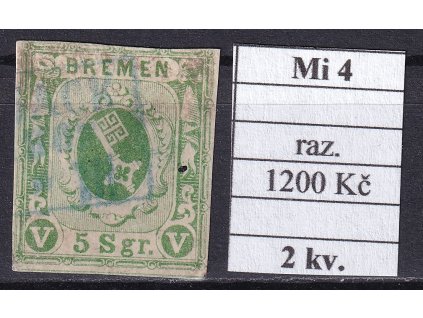 BREMEN
V 5 Sgr. V
Mi 4
raz.
1200 Kč
2 kv.